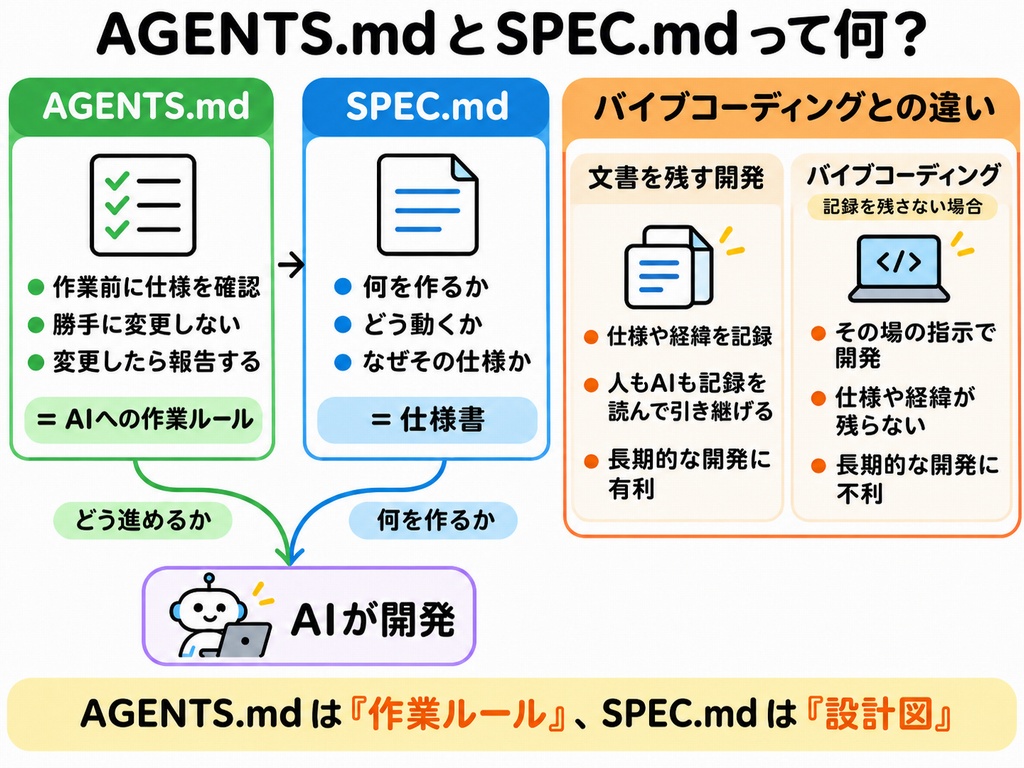 AGENTS.mdとSPEC.mdって何？
AGENTS.md
作業前に仕様を確認
勝手に変更しない
変更したら報告する
= AIへの作業ルール
SPEC.md
何を作るか
どう動くか
なぜその仕様か
= 仕様書
どう進めるか
何を作るか
AIが開発
バイブコーディングとの違い
文書を残す開発
仕様や経緯を記録
人もAIも記録を
読んで引き継げる
長期的な開発に
有利
バイブコーディング
記録を残さない場合
</>
その場の指示で
開発
仕様や経緯が
残らない
長期的な開発に
不利
AGENTS.mdは『作業ルール』、SPEC.mdは『設計図』